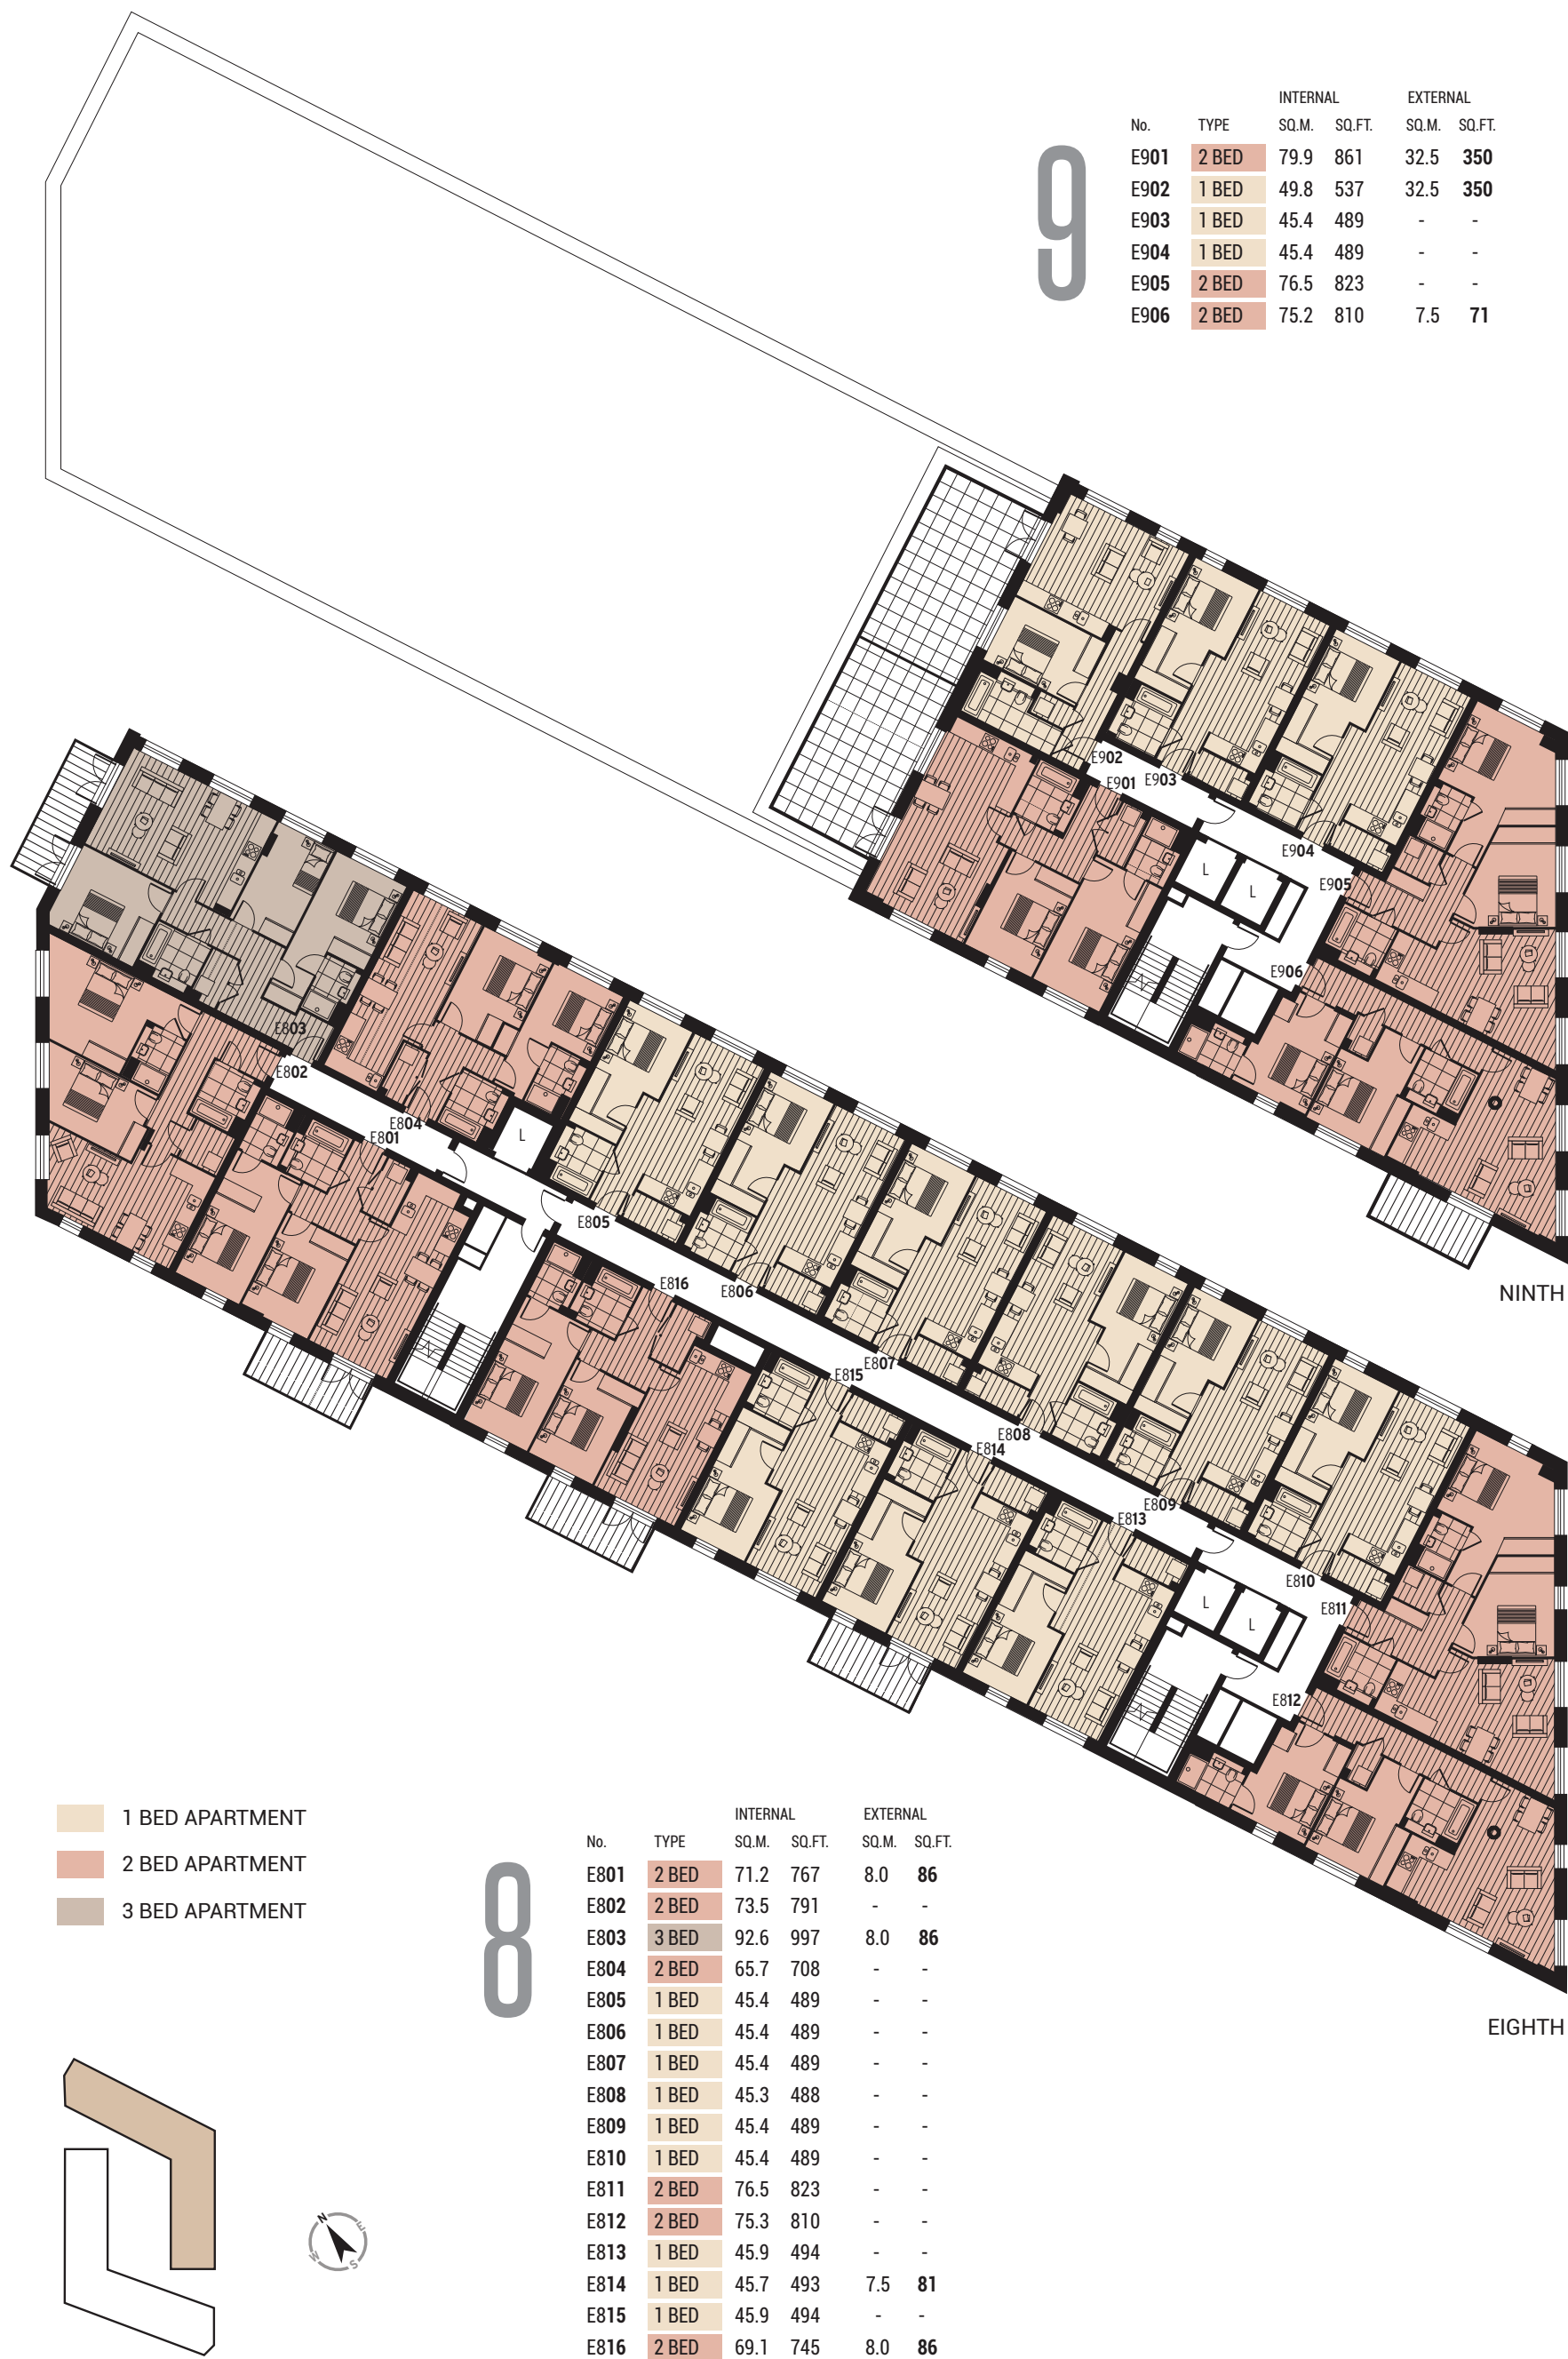 INTERNAL EXTERNAL
No. TYPE SQ.M. SQ.FT. SQ.M. SQ.FT.
9
E901 2 BED 79.9 861 32.5 350
E902 1 BED 49.8 537 32.5 350
E903 1 BED 45.4 489 - -
E904 1 BED 45.4 489 - -
E905 2 BED 76.5 823 - -
E906 2 BED 75.2 810 7.5 71
E902
E901
E903
E904
L
L
E905
E906
NINTH
E803
E802
E804
E801
L
E805
E816
E806
E807
E815
E808
E814
E809
E813
E810
L
L
E811
E812
EIGHTH
1 BED APARTMENT
2 BED APARTMENT
3 BED APARTMENT
INTERNAL EXTERNAL
No. TYPE SQ.M. SQ.FT. SQ.M. SQ.FT.
8
E801 2 BED 71.2 767 8.0 86
E802 2 BED 73.5 791 - -
E803 3 BED 92.6 997 8.0 86
E804 2 BED 65.7 708 - -
E805 1 BED 45.4 489 - -
E806 1 BED 45.4 489 - -
E807 1 BED 45.4 489 - -
E808 1 BED 45.3 488 - -
E809 1 BED 45.4 489 - -
E810 1 BED 45.4 489 - -
E811 2 BED 76.5 823 - -
E812 2 BED 75.3 810 - -
E813 1 BED 45.9 494 - -
E814 1 BED 45.7 493 7.5 81
E815 1 BED 45.9 494 - -
E816 2 BED 69.1 745 8.0 86
N
E
W
S